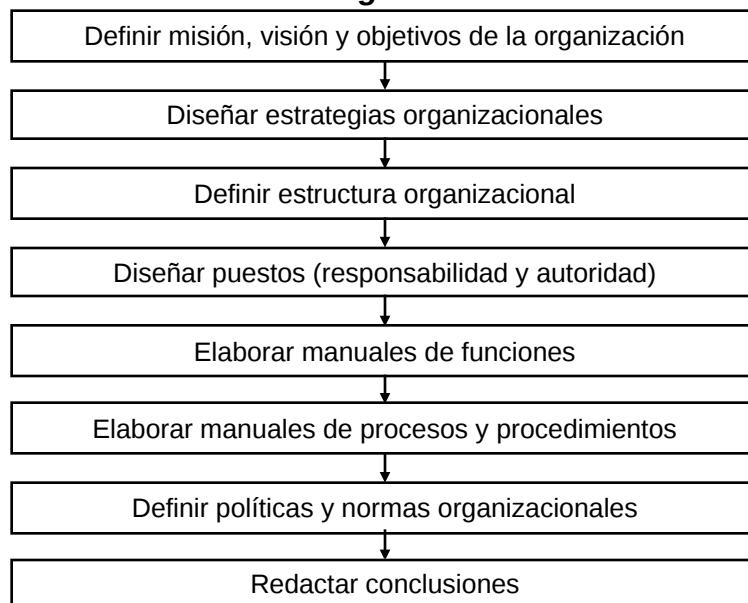 Definir misión, visión y objetivos de la organización
Diseñar estrategias organizacionales
Definir estructura organizacional
Diseñar puestos (responsabilidad y autoridad)
Elaborar manuales de funciones
Elaborar manuales de procesos y procedimientos
Definir políticas y normas organizacionales
Redactar conclusiones